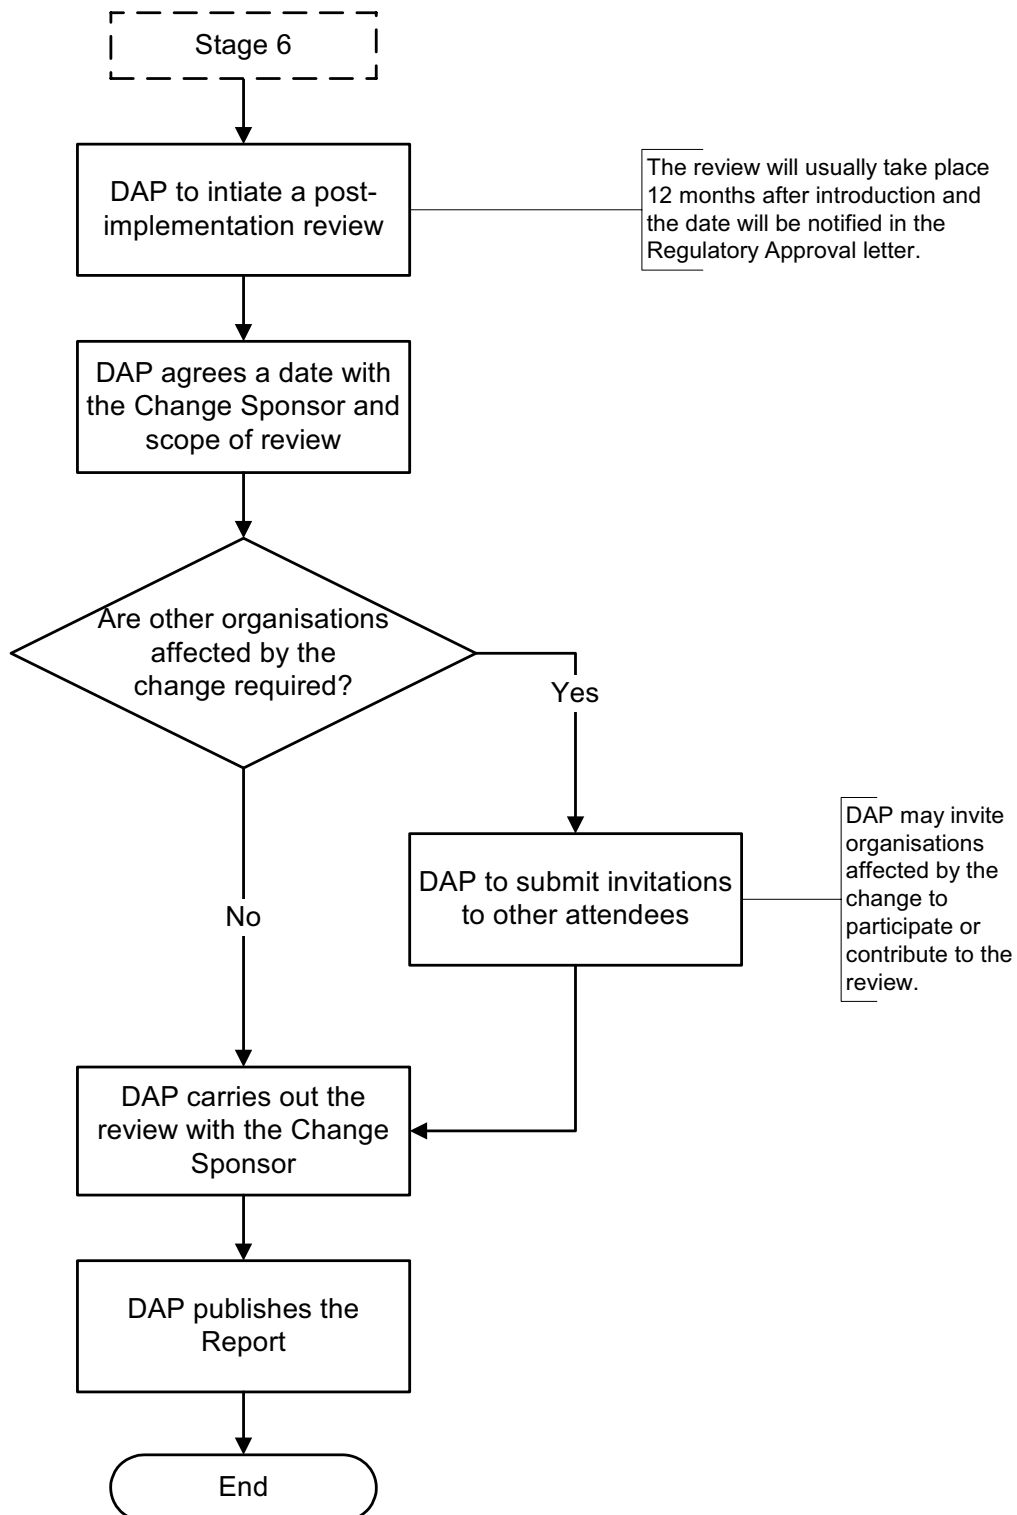 Stage 6
DAP to intiate a post-
implementation review
The review will usually take place
12 months after introduction and
the date will be notified in the
Regulatory Approval letter.
DAP agrees a date with
the Change Sponsor and
scope of review
Are other organisations
affected by the
change required?
Yes
DAP to submit invitations
to other attendees
DAP may invite
organisations
affected by the
change to
participate or
contribute to the
review.
No
DAP carries out the
review with the Change
Sponsor
DAP publishes the
Report
End